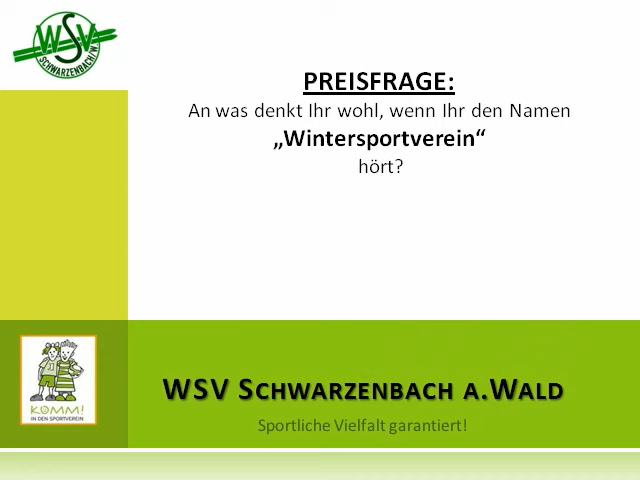 WSV
SCHWARZENBACH/W.
PREISFRAGE:
An was denkt Ihr wohl, wenn Ihr den Namen
„Wintersportverein“
hört?
KOMM!
IN DEN SPORTVEREIN
WSV SCHWARZENBACH A.WALD
Sportliche Vielfalt garantiert!